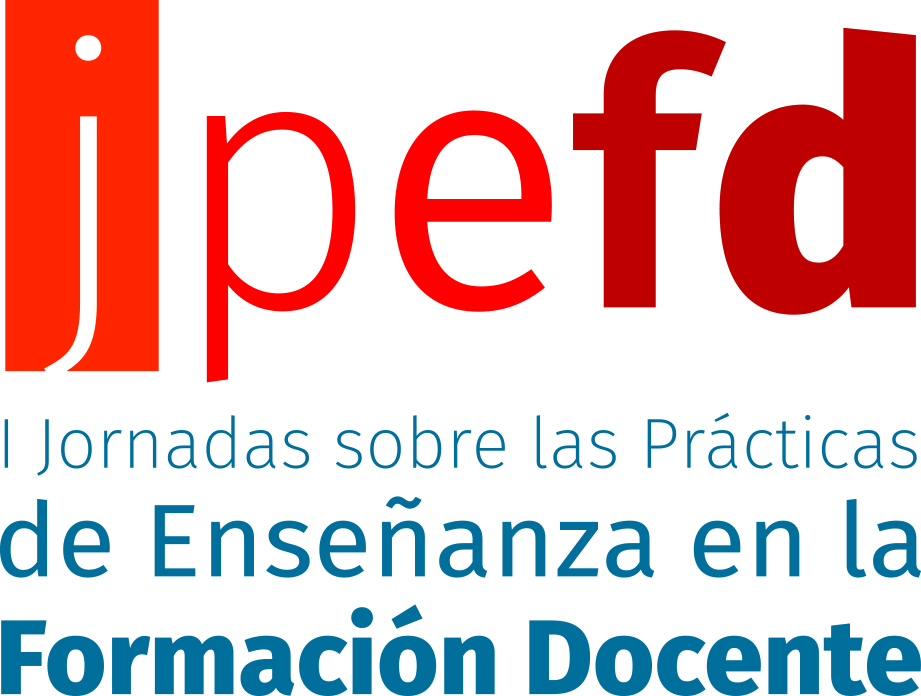 jpefd
I Jornadas sobre las Prácticas
de Enseñanza en la
Formación Docente